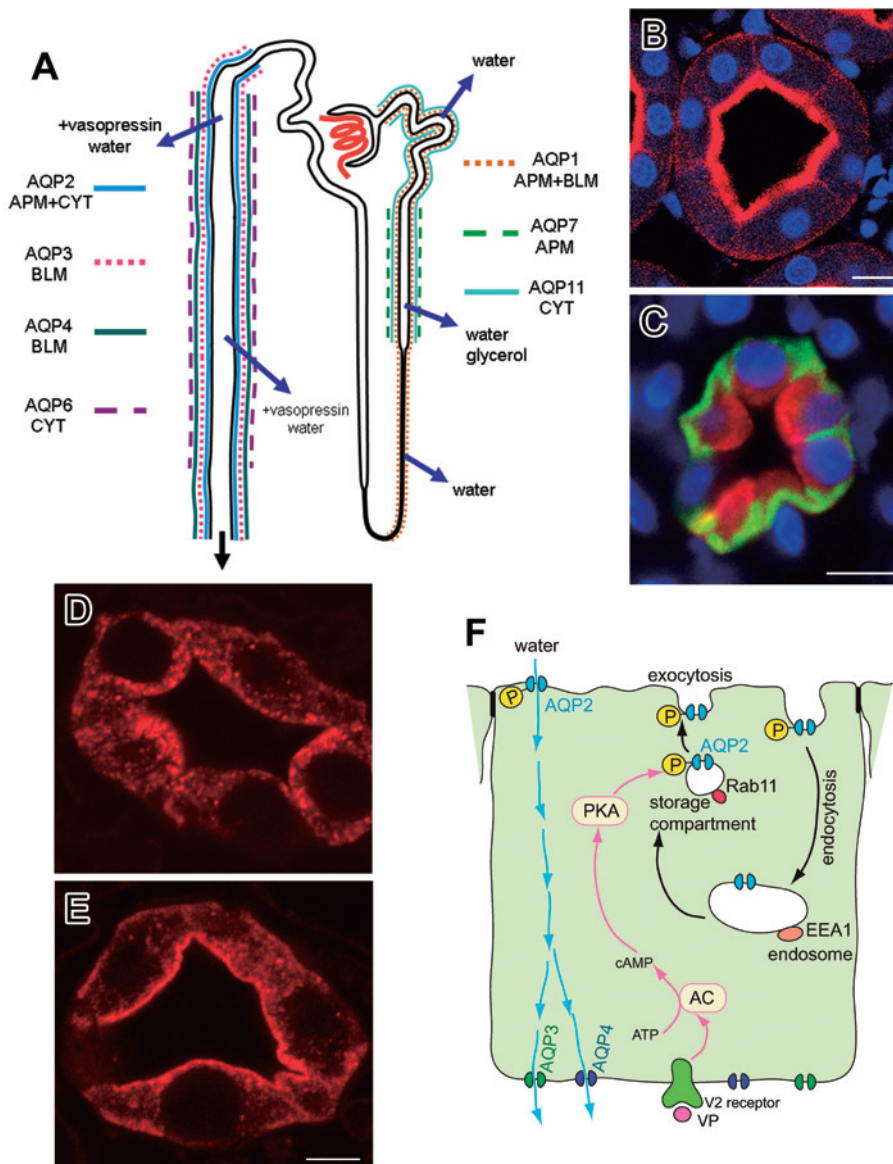 A
water
+vasopressin
water
AQP2
APM+CYT
AQP3
BLM
AQP4
BLM
AQP6
CYT
+vasopressin
water
AQP1
APM+BLM
AQP7
APM
AQP11
CYT
water
glycerol
water
B
C
D
E
F
water
exocytosis
P
AQP2
P
P
AQP2
P
Rab11
storage
compartment
PKA
endocytosis
EEA1
endosome
cAMP
AC
ATP
AQP3
AQP4
V2 receptor
VP